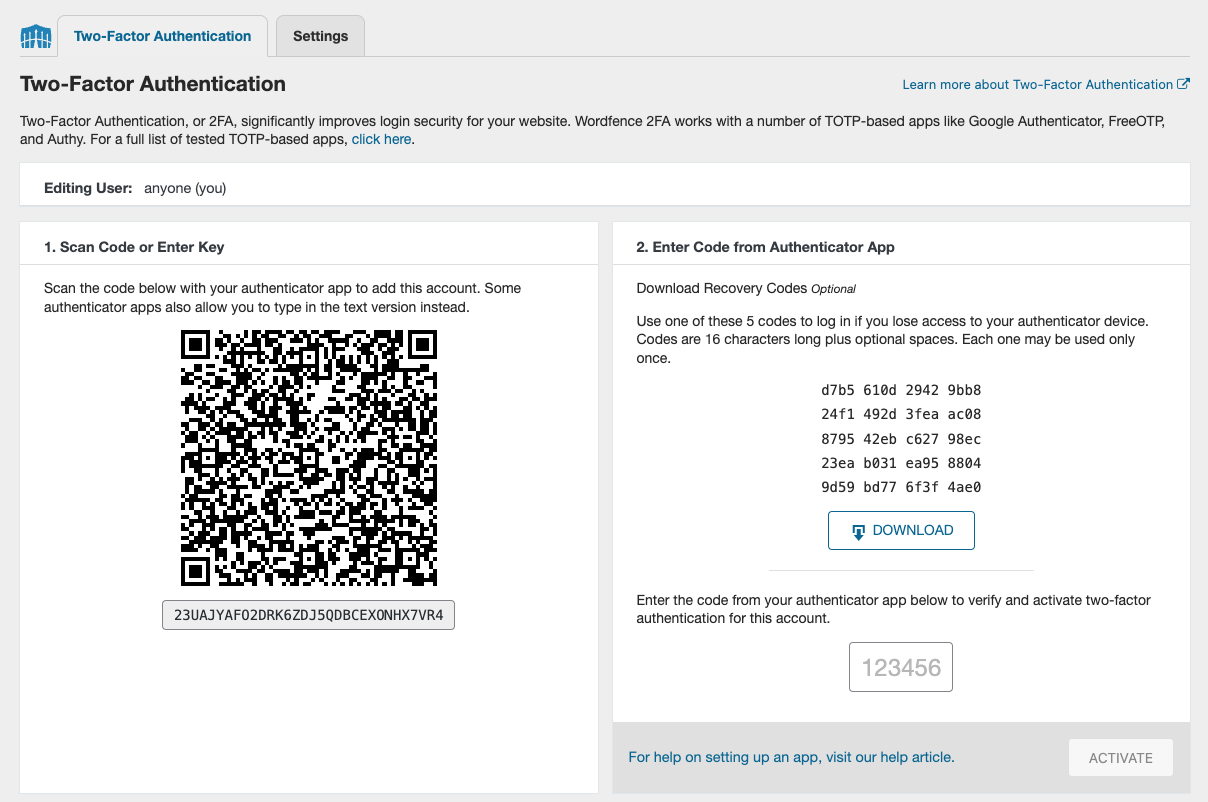 Two-Factor Authentication
Settings
Two-Factor Authentication
Learn more about Two-Factor Authentication
Two-Factor Authentication, or 2FA, significantly improves login security for your website. Wordfence 2FA works with a number of TOTP-based apps like Google Authenticator, FreeOTP,
and Authy. For a full list of tested TOTP-based apps, click here.
Editing User: anyone (you)
1. Scan Code or Enter Key
Scan the code below with your authenticator app to add this account. Some
authenticator apps also allow you to type in the text version instead.
23UAJYAFO2DRK6ZDJ5QDBCEXONHX7VR4
2. Enter Code from Authenticator App
Download Recovery Codes Optional
Use one of these 5 codes to log in if you lose access to your authenticator device.
Codes are 16 characters long plus optional spaces. Each one may be used only
once.
d7b5 610d 2942 9bb8
24f1 492d 3fea ac08
8795 42eb c627 98ec
23ea b031 ea95 8804
9d59 bd77 6f3f 4ae0
DOWNLOAD
Enter the code from your authenticator app below to verify and activate two-factor
authentication for this account.
123456
For help on setting up an app, visit our help article.
ACTIVATE